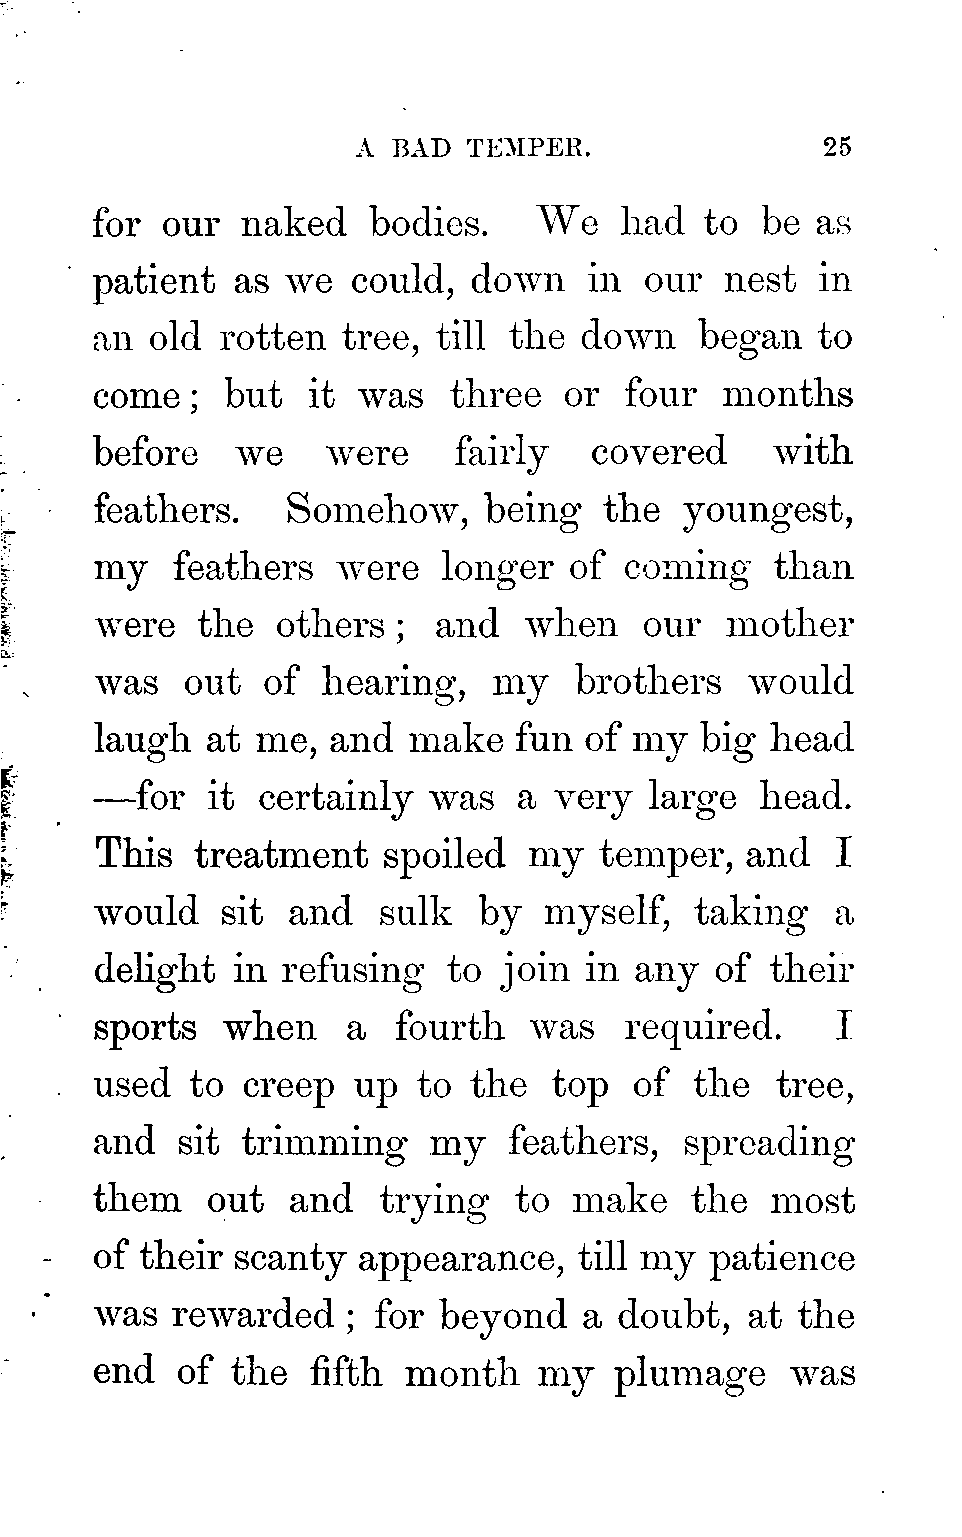 A BAD TEMPER. 25
for our naked bodies. We had to be as
patient as we could, down in our nest in
an old rotten tree, till the down began to
come; but it was three or four months
before we were fairly covered with
feathers. Somehow, being the youngest,
my feathers were longer of coming than
were the others; and when our mother
was out of hearing, my brothers would
laugh at me, and make fun of my big head
—for it certainly was a very large head.
This treatment spoiled my temper, and I
would sit and sulk by myself, taking a
delight in refusing to join in any of their
sports when a fourth was required. I
used to creep up to the top of the tree,
and sit trimming my feathers, spreading
them out and trying to make the most
of their scanty appearance, till my patience
was rewarded; for beyond a doubt, at the
end of the fifth month my plumage was